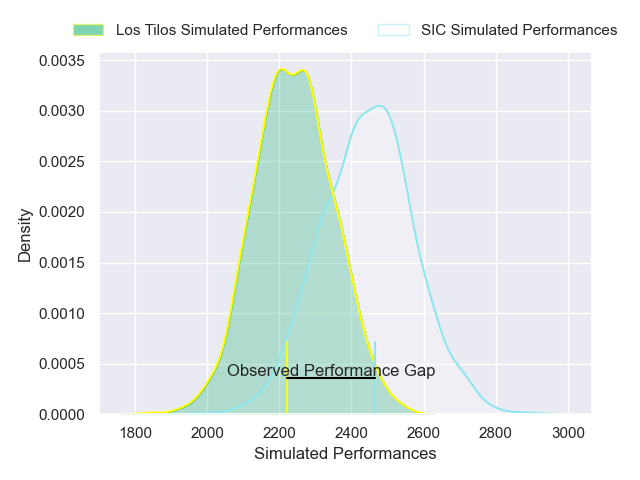 Los Tilos Simulated Performances SIC Simulated Performances
0.0035
0.0030
0.0025
0.0020
0.0015
0.0010
0.0005
0.0000
Density
Observed Performance Gap
1800 2000 2200 2400 2600 2800 3000
Simulated Performances